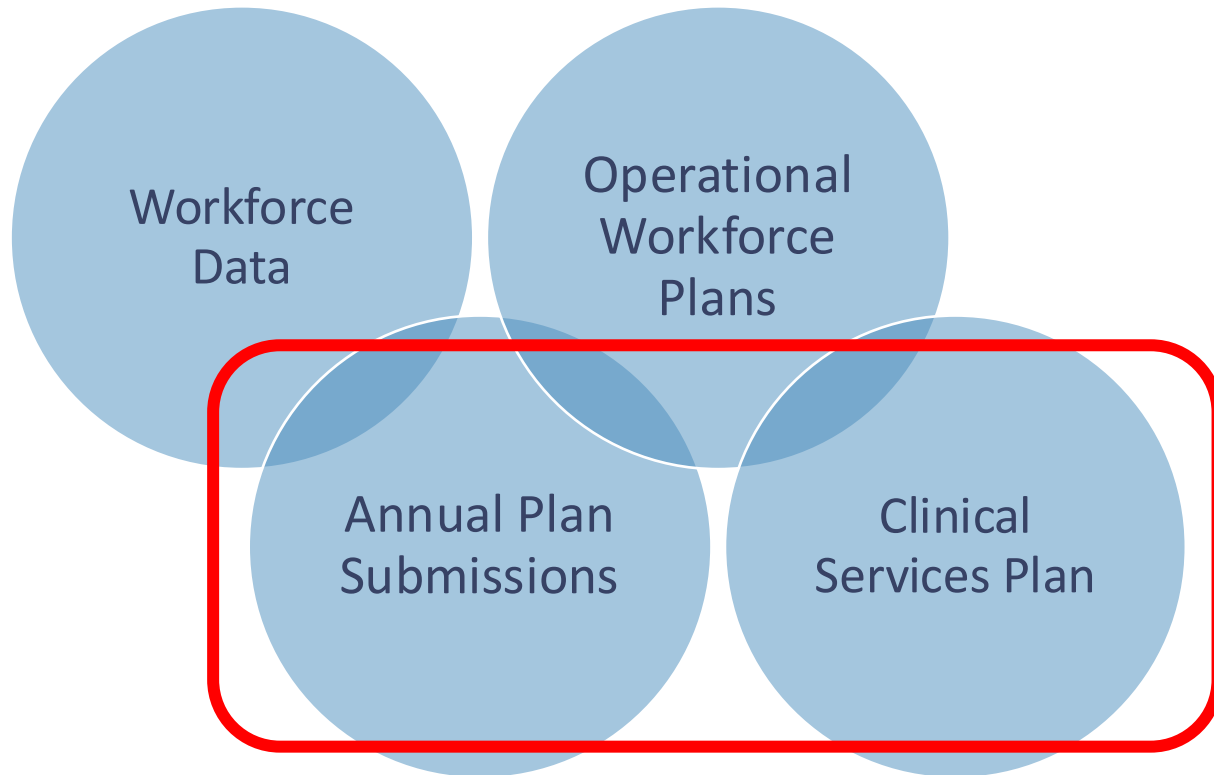 Workforce
Data
Operational
Workforce
Plans
Annual Plan
Submissions
Clinical
Services Plan